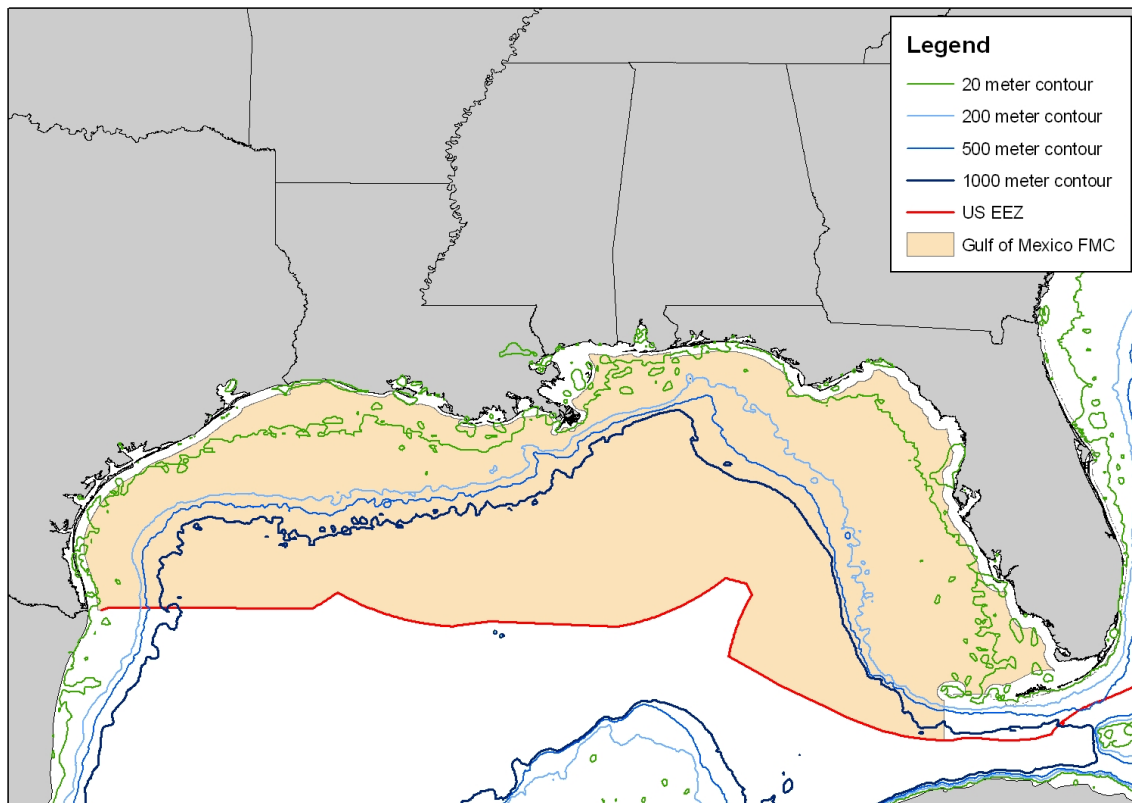 Legend
20 meter contour
200 meter contour
500 meter contour
1000 meter contour
US EEZ
Gulf of Mexico FMC